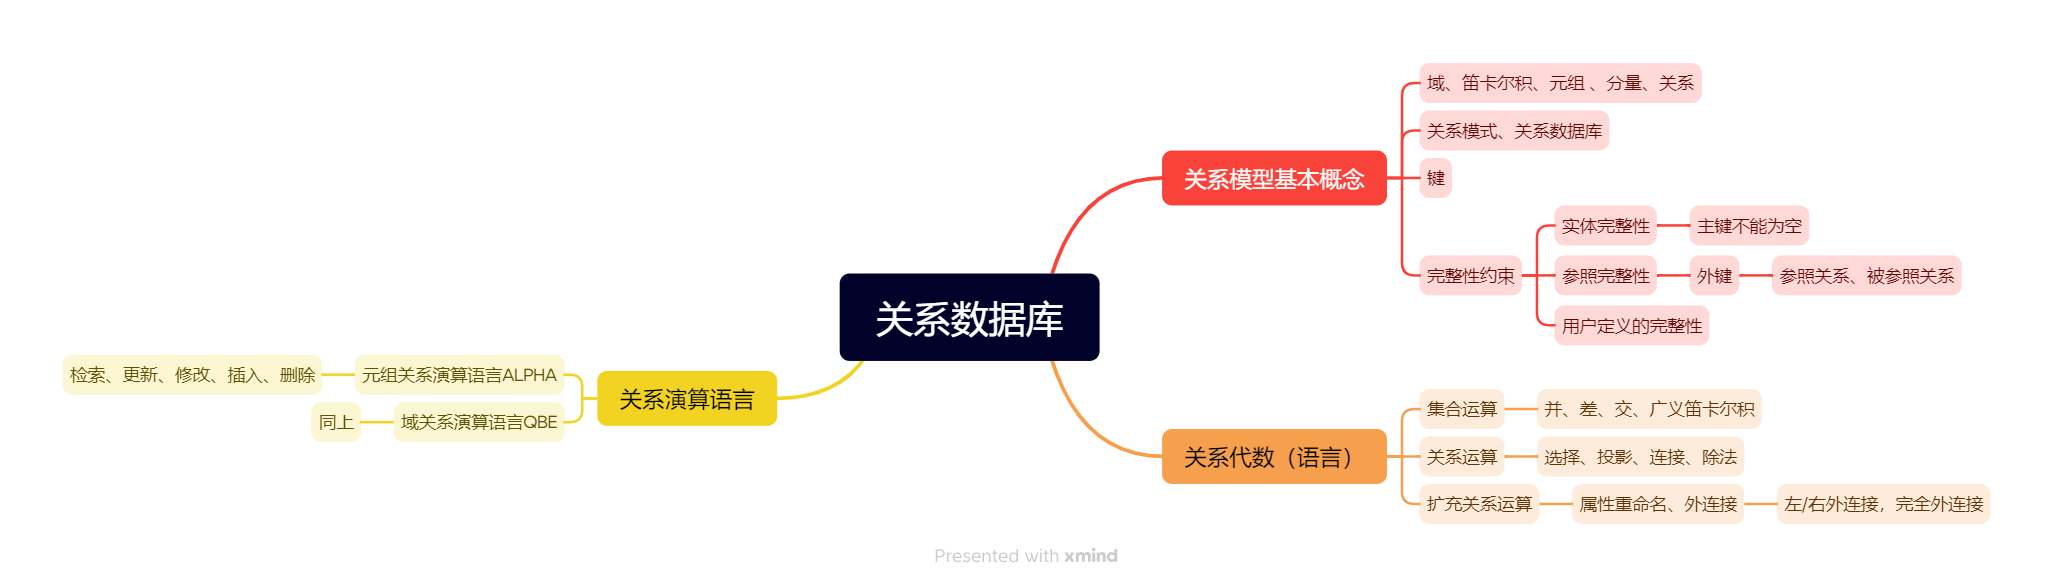 关系数据库
关系模型基本概念
域、笛卡尔积、元组 、分量、关系
关系模式、关系数据库
键
完整性约束
实体完整性
主键不能为空
参照完整性
外键
参照关系、被参照关系
用户定义的完整性
关系代数（语言）
集合运算
并、差、交、广义笛卡尔积
关系运算
选择、投影、连接、除法
扩充关系运算
属性重命名、外连接
左/右外连接，完全外连接
关系演算语言
元组关系演算语言ALPHA
检索、更新、修改、插入、删除
域关系演算语言QBE
同上
Presented with xmind